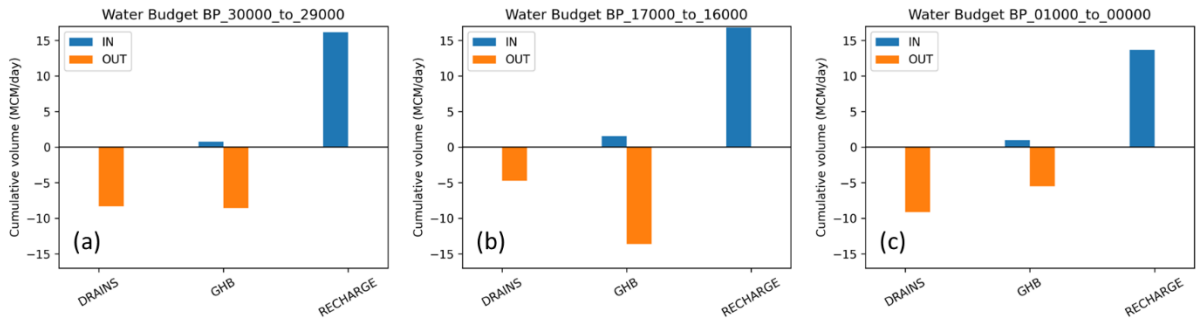 Water Budget BP_30000_to_29000
Cumulative volume (MCM/day)
15
10
5
0
−5
−10
−15
IN
OUT
(a)
DRAINS
GHB
RECHARGE
Water Budget BP_17000_to_16000
Cumulative volume (MCM/day)
15
10
5
0
−5
−10
−15
IN
OUT
(b)
DRAINS
GHB
RECHARGE
Water Budget BP_01000_to_00000
Cumulative volume (MCM/day)
15
10
5
0
−5
−10
−15
IN
OUT
(c)
DRAINS
GHB
RECHARGE